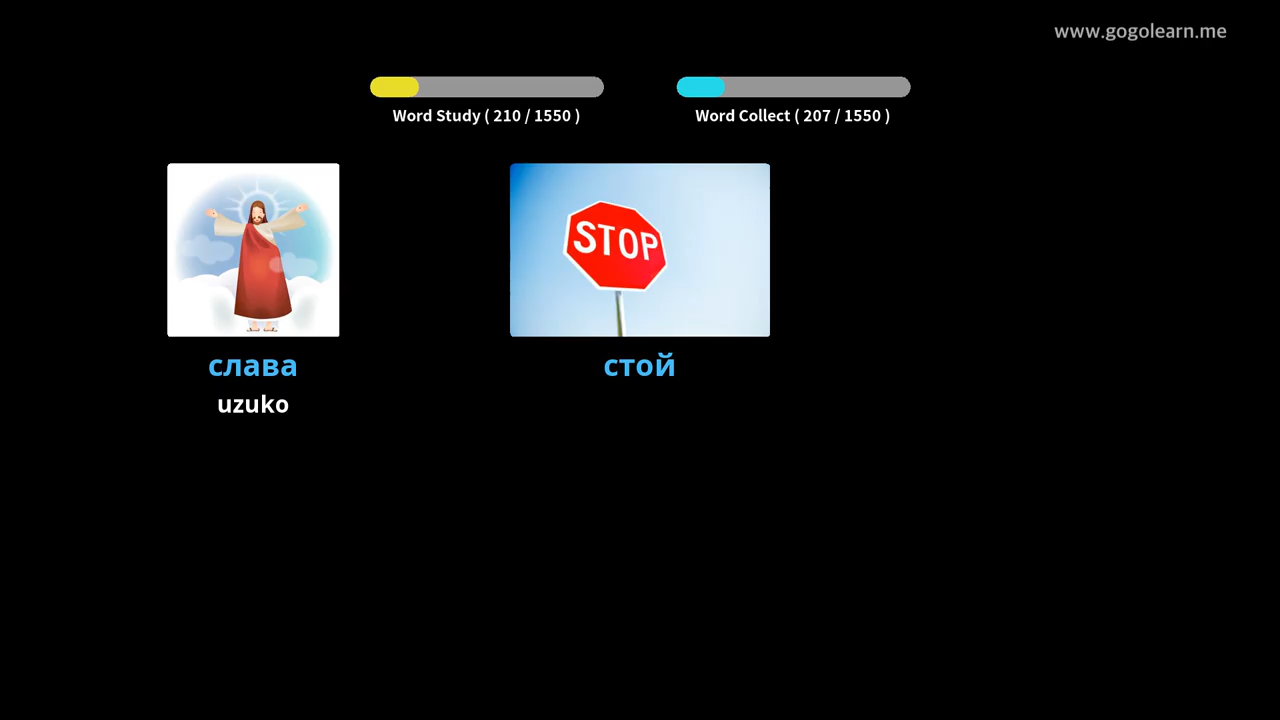 www.gogolearn.me
Word Study ( 210 / 1550 )
Word Collect ( 207 / 1550 )
STOP
слава
стой
uzuko